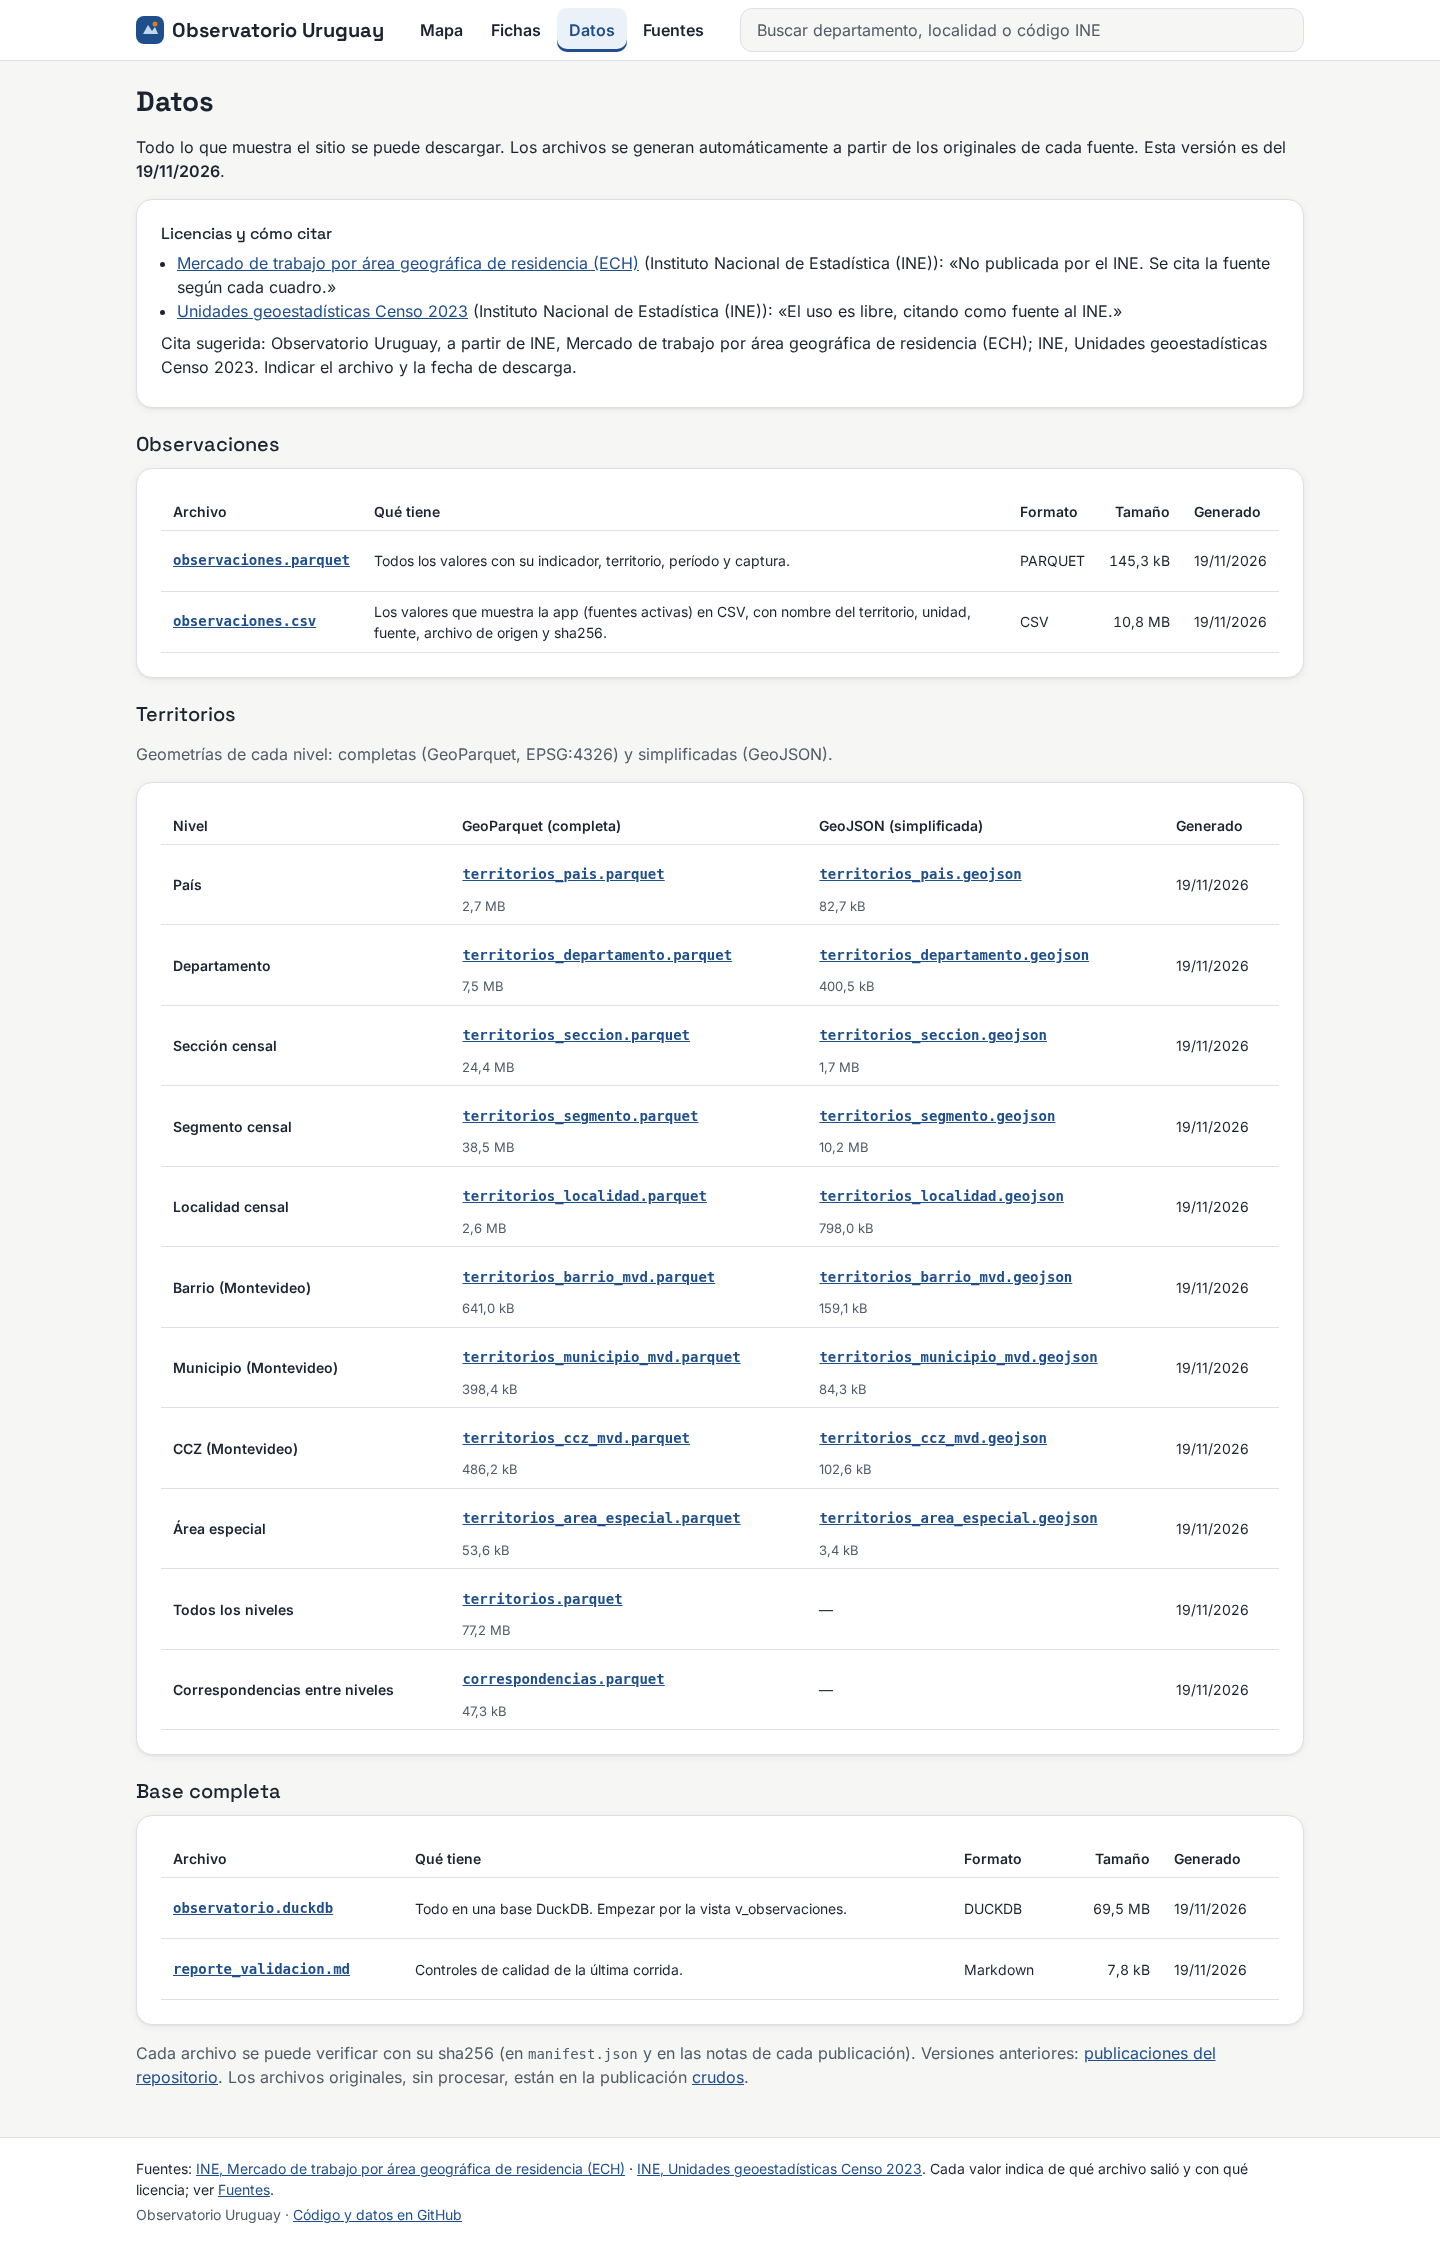 Observatorio Uruguay Mapa Fichas Datos Fuentes Buscar departamento, localidad o código INE
Datos
Todo lo que muestra el sitio se puede descargar. Los archivos se generan automáticamente a partir de los originales de cada fuente. Esta versión es del
19/11/2026.
Licencias y cómo citar
• Mercado de trabajo por área geográfica de residencia (ECH) (Instituto Nacional de Estadística (INE)): «No publicada por el INE. Se cita la fuente
según cada cuadro.»
• Unidades geoestadísticas Censo 2023 (Instituto Nacional de Estadística (INE)): «El uso es libre, citando como fuente al INE.»
Cita sugerida: Observatorio Uruguay, a partir de INE, Mercado de trabajo por área geográfica de residencia (ECH); INE, Unidades geoestadísticas
Censo 2023. Indicar el archivo y la fecha de descarga.
Observaciones
Archivo Qué tiene Formato Tamaño Generado
observaciones.parquet Todos los valores con su indicador, territorio, período y captura. PARQUET 145,3 kB 19/11/2026
Los valores que muestra la app (fuentes activas) en CSV, con nombre del territorio, unidad,
observaciones.csv CSV 10,8 MB 19/11/2026
fuente, archivo de origen y sha256.
Territorios
Geometrías de cada nivel: completas (GeoParquet, EPSG:4326) y simplificadas (GeoJSON).
Nivel GeoParquet (completa) GeoJSON (simplificada) Generado
territorios_pais.parquet territorios_pais.geojson
País 19/11/2026
2,7 MB 82,7 kB
territorios_departamento.parquet territorios_departamento.geojson
Departamento 19/11/2026
7,5 MB 400,5 kB
territorios_seccion.parquet territorios_seccion.geojson
Sección censal 19/11/2026
24,4 MB 1,7 MB
territorios_segmento.parquet territorios_segmento.geojson
Segmento censal 19/11/2026
38,5 MB 10,2 MB
territorios_localidad.parquet territorios_localidad.geojson
Localidad censal 19/11/2026
2,6 MB 798,0 kB
territorios_barrio_mvd.parquet territorios_barrio_mvd.geojson
Barrio (Montevideo) 19/11/2026
641,0 kB 159,1 kB
territorios_municipio_mvd.parquet territorios_municipio_mvd.geojson
Municipio (Montevideo) 19/11/2026
398,4 kB 84,3 kB
territorios_ccz_mvd.parquet territorios_ccz_mvd.geojson
CCZ (Montevideo) 19/11/2026
486,2 kB 102,6 kB
territorios_area_especial.parquet territorios_area_especial.geojson
Área especial 19/11/2026
53,6 kB 3,4 kB
territorios.parquet
Todos los niveles — 19/11/2026
77,2 MB
correspondencias.parquet
Correspondencias entre niveles — 19/11/2026
47,3 kB
Base completa
Archivo Qué tiene Formato Tamaño Generado
observatorio.duckdb Todo en una base DuckDB. Empezar por la vista v_observaciones. DUCKDB 69,5 MB 19/11/2026
reporte_validacion.md Controles de calidad de la última corrida. Markdown 7,8 kB 19/11/2026
Cada archivo se puede verificar con su sha256 (en manifest.json y en las notas de cada publicación). Versiones anteriores: publicaciones del
repositorio. Los archivos originales, sin procesar, están en la publicación crudos.
Fuentes: INE, Mercado de trabajo por área geográfica de residencia (ECH) · INE, Unidades geoestadísticas Censo 2023. Cada valor indica de qué archivo salió y con qué
licencia; ver Fuentes.
Observatorio Uruguay · Código y datos en GitHub